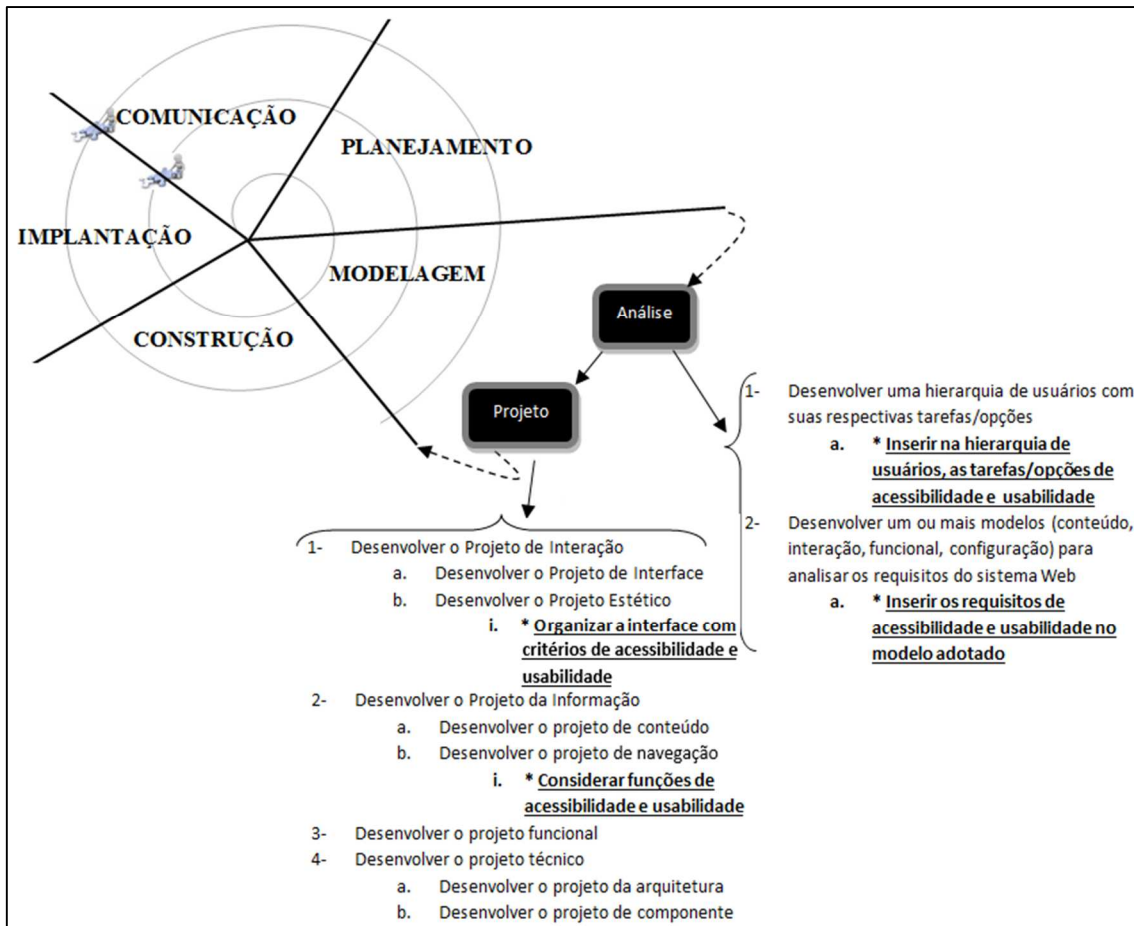 COMUNICAÇÃO
PLANEJAMENTO
IMPLANTAÇÃO
MODELAGEM
CONSTRUÇÃO
Análise
Projeto
1- Desenvolver uma hierarquia de usuários com
suas respectivas tarefas/opções
a. * Inserir na hierarquia de
usuários, as tarefas/opções de
acessibilidade e usabilidade
2- Desenvolver um ou mais modelos (conteúdo,
interação, funcional, configuração) para
analisar os requisitos do sistema Web
a. * Inserir os requisitos de
acessibilidade e usabilidade no
modelo adotado
1- Desenvolver o Projeto de Interação
a. Desenvolver o Projeto de Interface
b. Desenvolver o Projeto Estético
i. * Organizar a interface com
critérios de acessibilidade e
usabilidade
2- Desenvolver o Projeto da Informação
a. Desenvolver o projeto de conteúdo
b. Desenvolver o projeto de navegação
i. * Considerar funções de
acessibilidade e usabilidade
3- Desenvolver o projeto funcional
4- Desenvolver o projeto técnico
a. Desenvolver o projeto da arquitetura
b. Desenvolver o projeto de componente